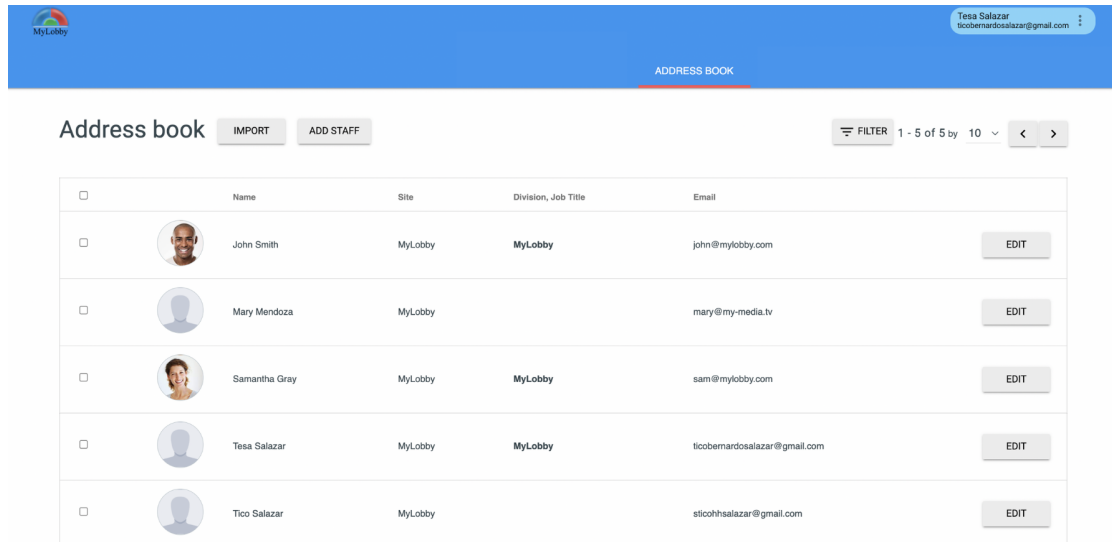 MyLobby
Tesa Salazar
ticobernardosalazar@gmail.com
ADDRESS BOOK
Address book IMPORT ADD STAFF FILTER 1 - 5 of 5 by 10
Name Site Division, Job Title Email
John Smith MyLobby MyLobby john@mylobby.com EDIT
Mary Mendoza MyLobby mary@my-media.tv EDIT
Samantha Gray MyLobby MyLobby sam@mylobby.com EDIT
Tesa Salazar MyLobby MyLobby ticobernardosalazar@gmail.com EDIT
Tico Salazar MyLobby sticohhsalazar@gmail.com EDIT